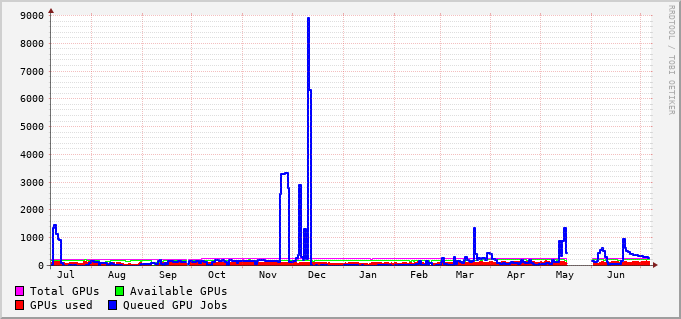 9000
8000
7000
6000
5000
4000
3000
2000
1000
0
Jul Aug Sep Oct Nov Dec Jan Feb Mar Apr May Jun
Total GPUs Available GPUs
GPUs used Queued GPU Jobs
RRDTOOL / TOBI OETIKER